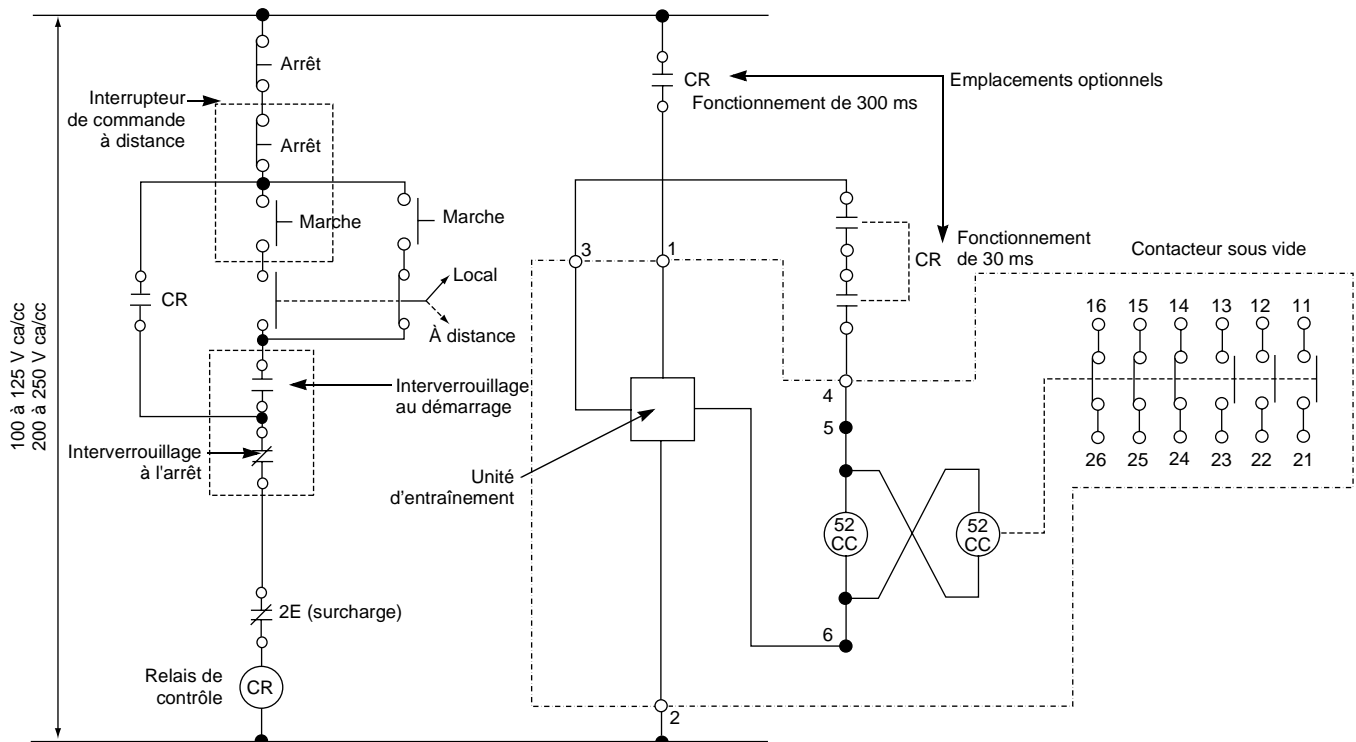 Arrêt
Interrupteur
de commande
à distance
Arrêt
Marche
Marche
CR
Local
À distance
100 à 125 V ca/cc
200 à 250 V ca/cc
Interverrouillage
au démarrage
Interverrouillage
à l'arrêt
2E (surcharge)
Relais de
contrôle
CR
CR
Fonctionnement de 300 ms
Emplacements optionnels
3
1
CR
Fonctionnement
de 30 ms
4
5
Unité
d'entraînement
52
CC
52
CC
6
2
Contacteur sous vide
16 15 14 13 12 11
26 25 24 23 22 21